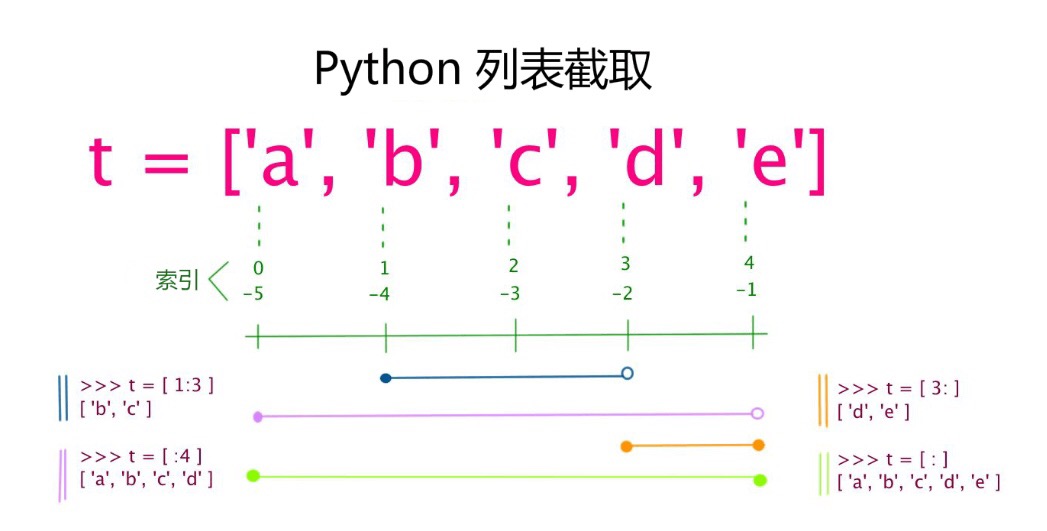 Python 列表截取
t = ['a', 'b', 'c', 'd', 'e']
索引
0 1 2 3 4
-5 -4 -3 -2 -1
>>> t = [ 1:3 ]
[ 'b', 'c' ]
>>> t = [ :4 ]
[ 'a', 'b', 'c', 'd' ]
>>> t = [ 3: ]
[ 'd', 'e' ]
>>> t = [ : ]
[ 'a', 'b', 'c', 'd', 'e' ]